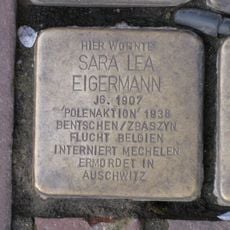 HIER WOHNTE
SARA LEA
EIGERMANN
JG. 1907
'POLENAKTION' 1938
BENTSCHEN/ZBASZYN
FLUCHT BELGIEN
INTERNIERT MECHELEN
ERMORDET IN
AUSCHWITZ